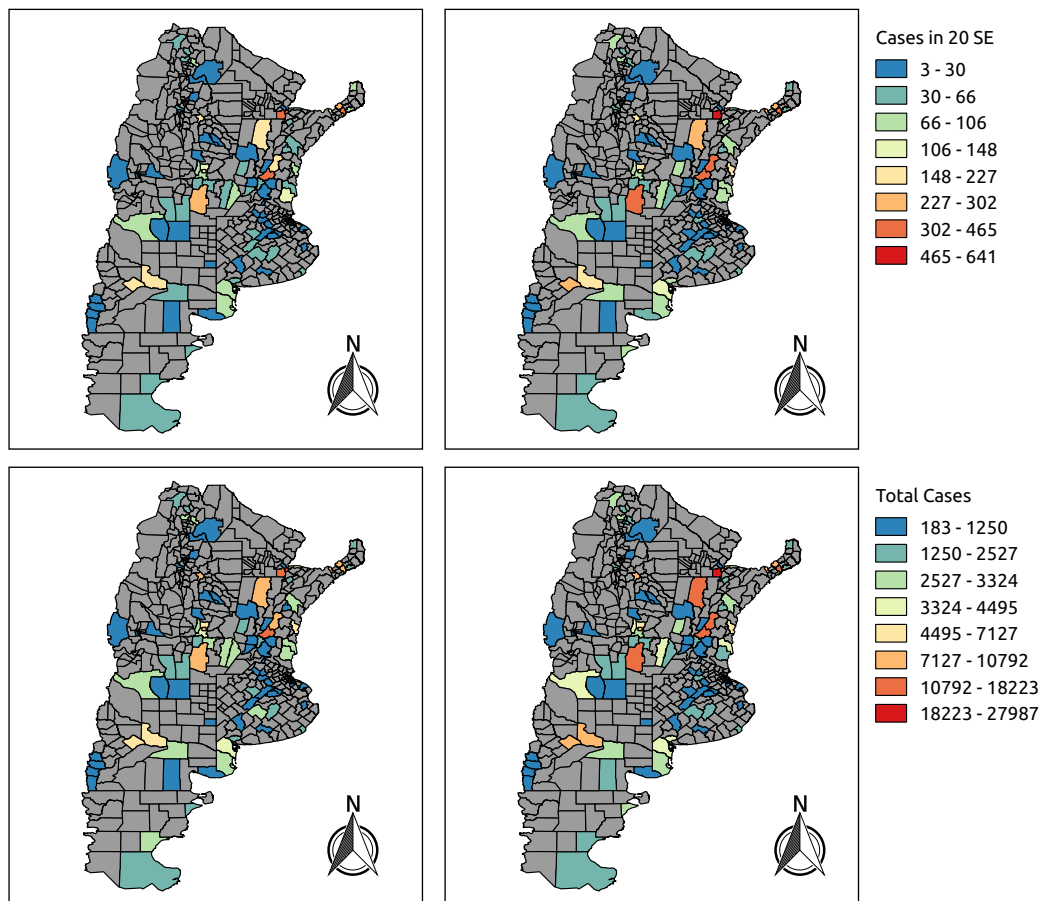 N
N
Cases in 20 SE
3 - 30
30 - 66
66 - 106
106 - 148
148 - 227
227 - 302
302 - 465
465 - 641
N
N
Total Cases
183 - 1250
1250 - 2527
2527 - 3324
3324 - 4495
4495 - 7127
7127 - 10792
10792 - 18223
18223 - 27987